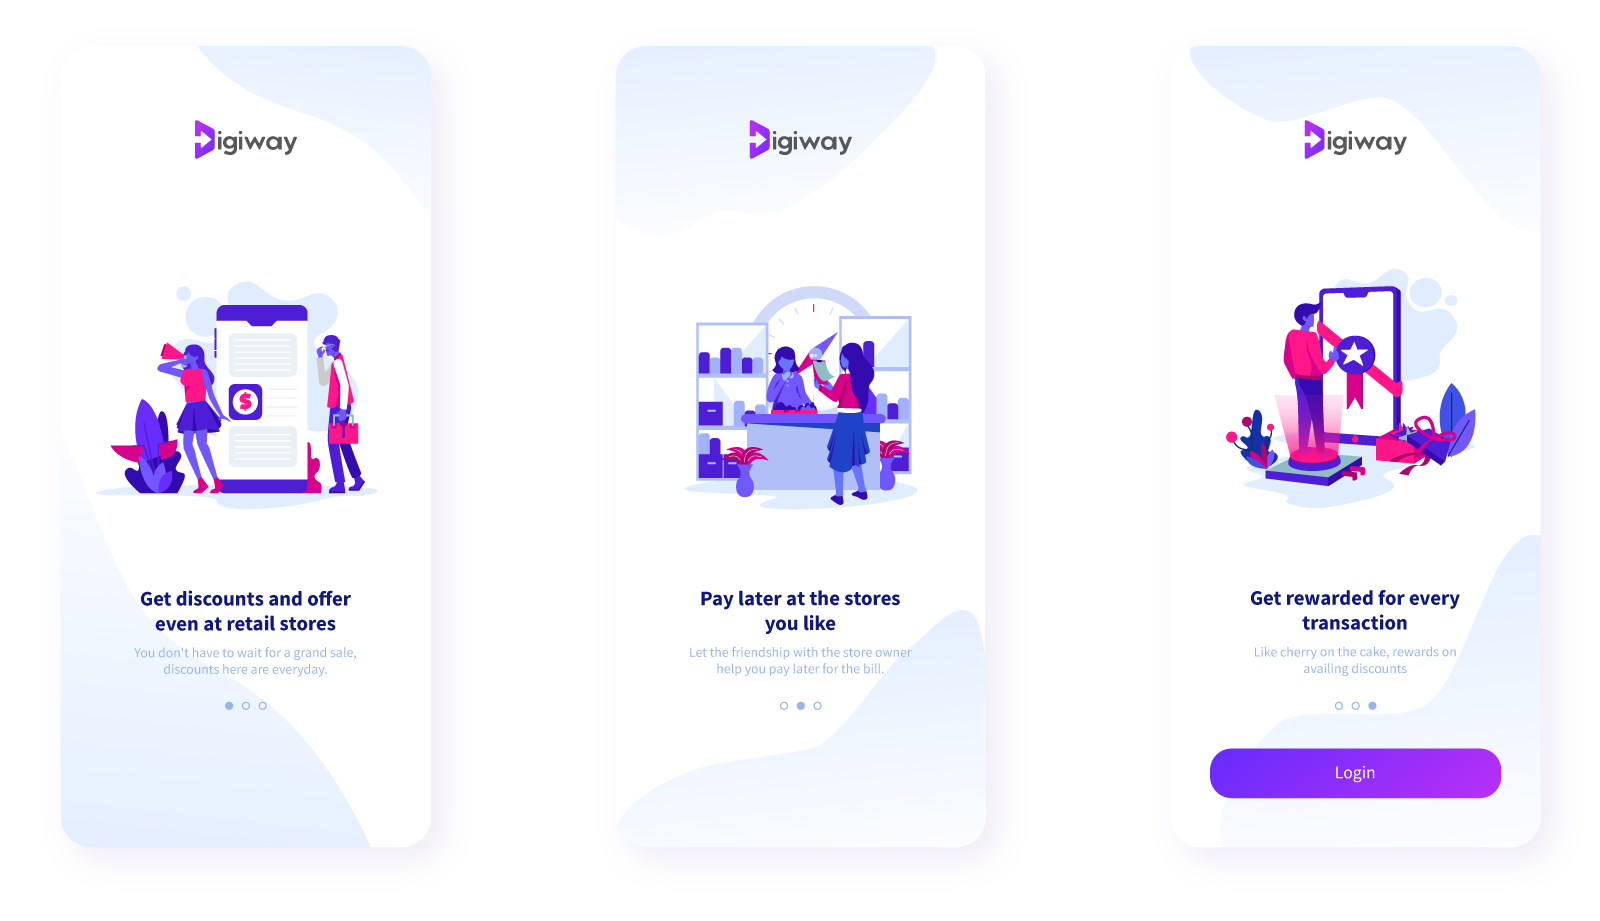 Digiway
Get discounts and offer
even at retail stores
You don't have to wait for a grand sale,
discounts here are everyday.
Digiway
$
Pay later at the stores
you like
Let the friendship with the store owner
help you pay later for the bill.
Digiway
Get rewarded for every
transaction
Like cherry on the cake, rewards on
availing discounts
Login